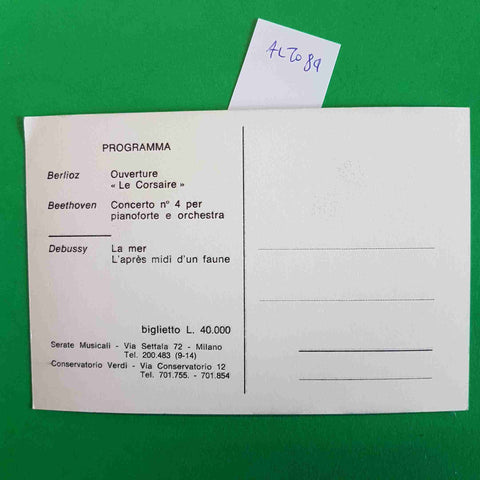 ALTO 89
PROGRAMMA
Berlioz Ouverture
« Le Corsaire »
Beethoven Concerto n° 4 per
pianoforte e orchestra
Debussy La mer
L'après midi d'un faune
biglietto L. 40.000
Serate Musicali - Via Settala 72 - Milano
Tel. 200.483 (9-14)
Conservatorio Verdi - Via Conservatorio 12
Tel. 701.755. - 701.854